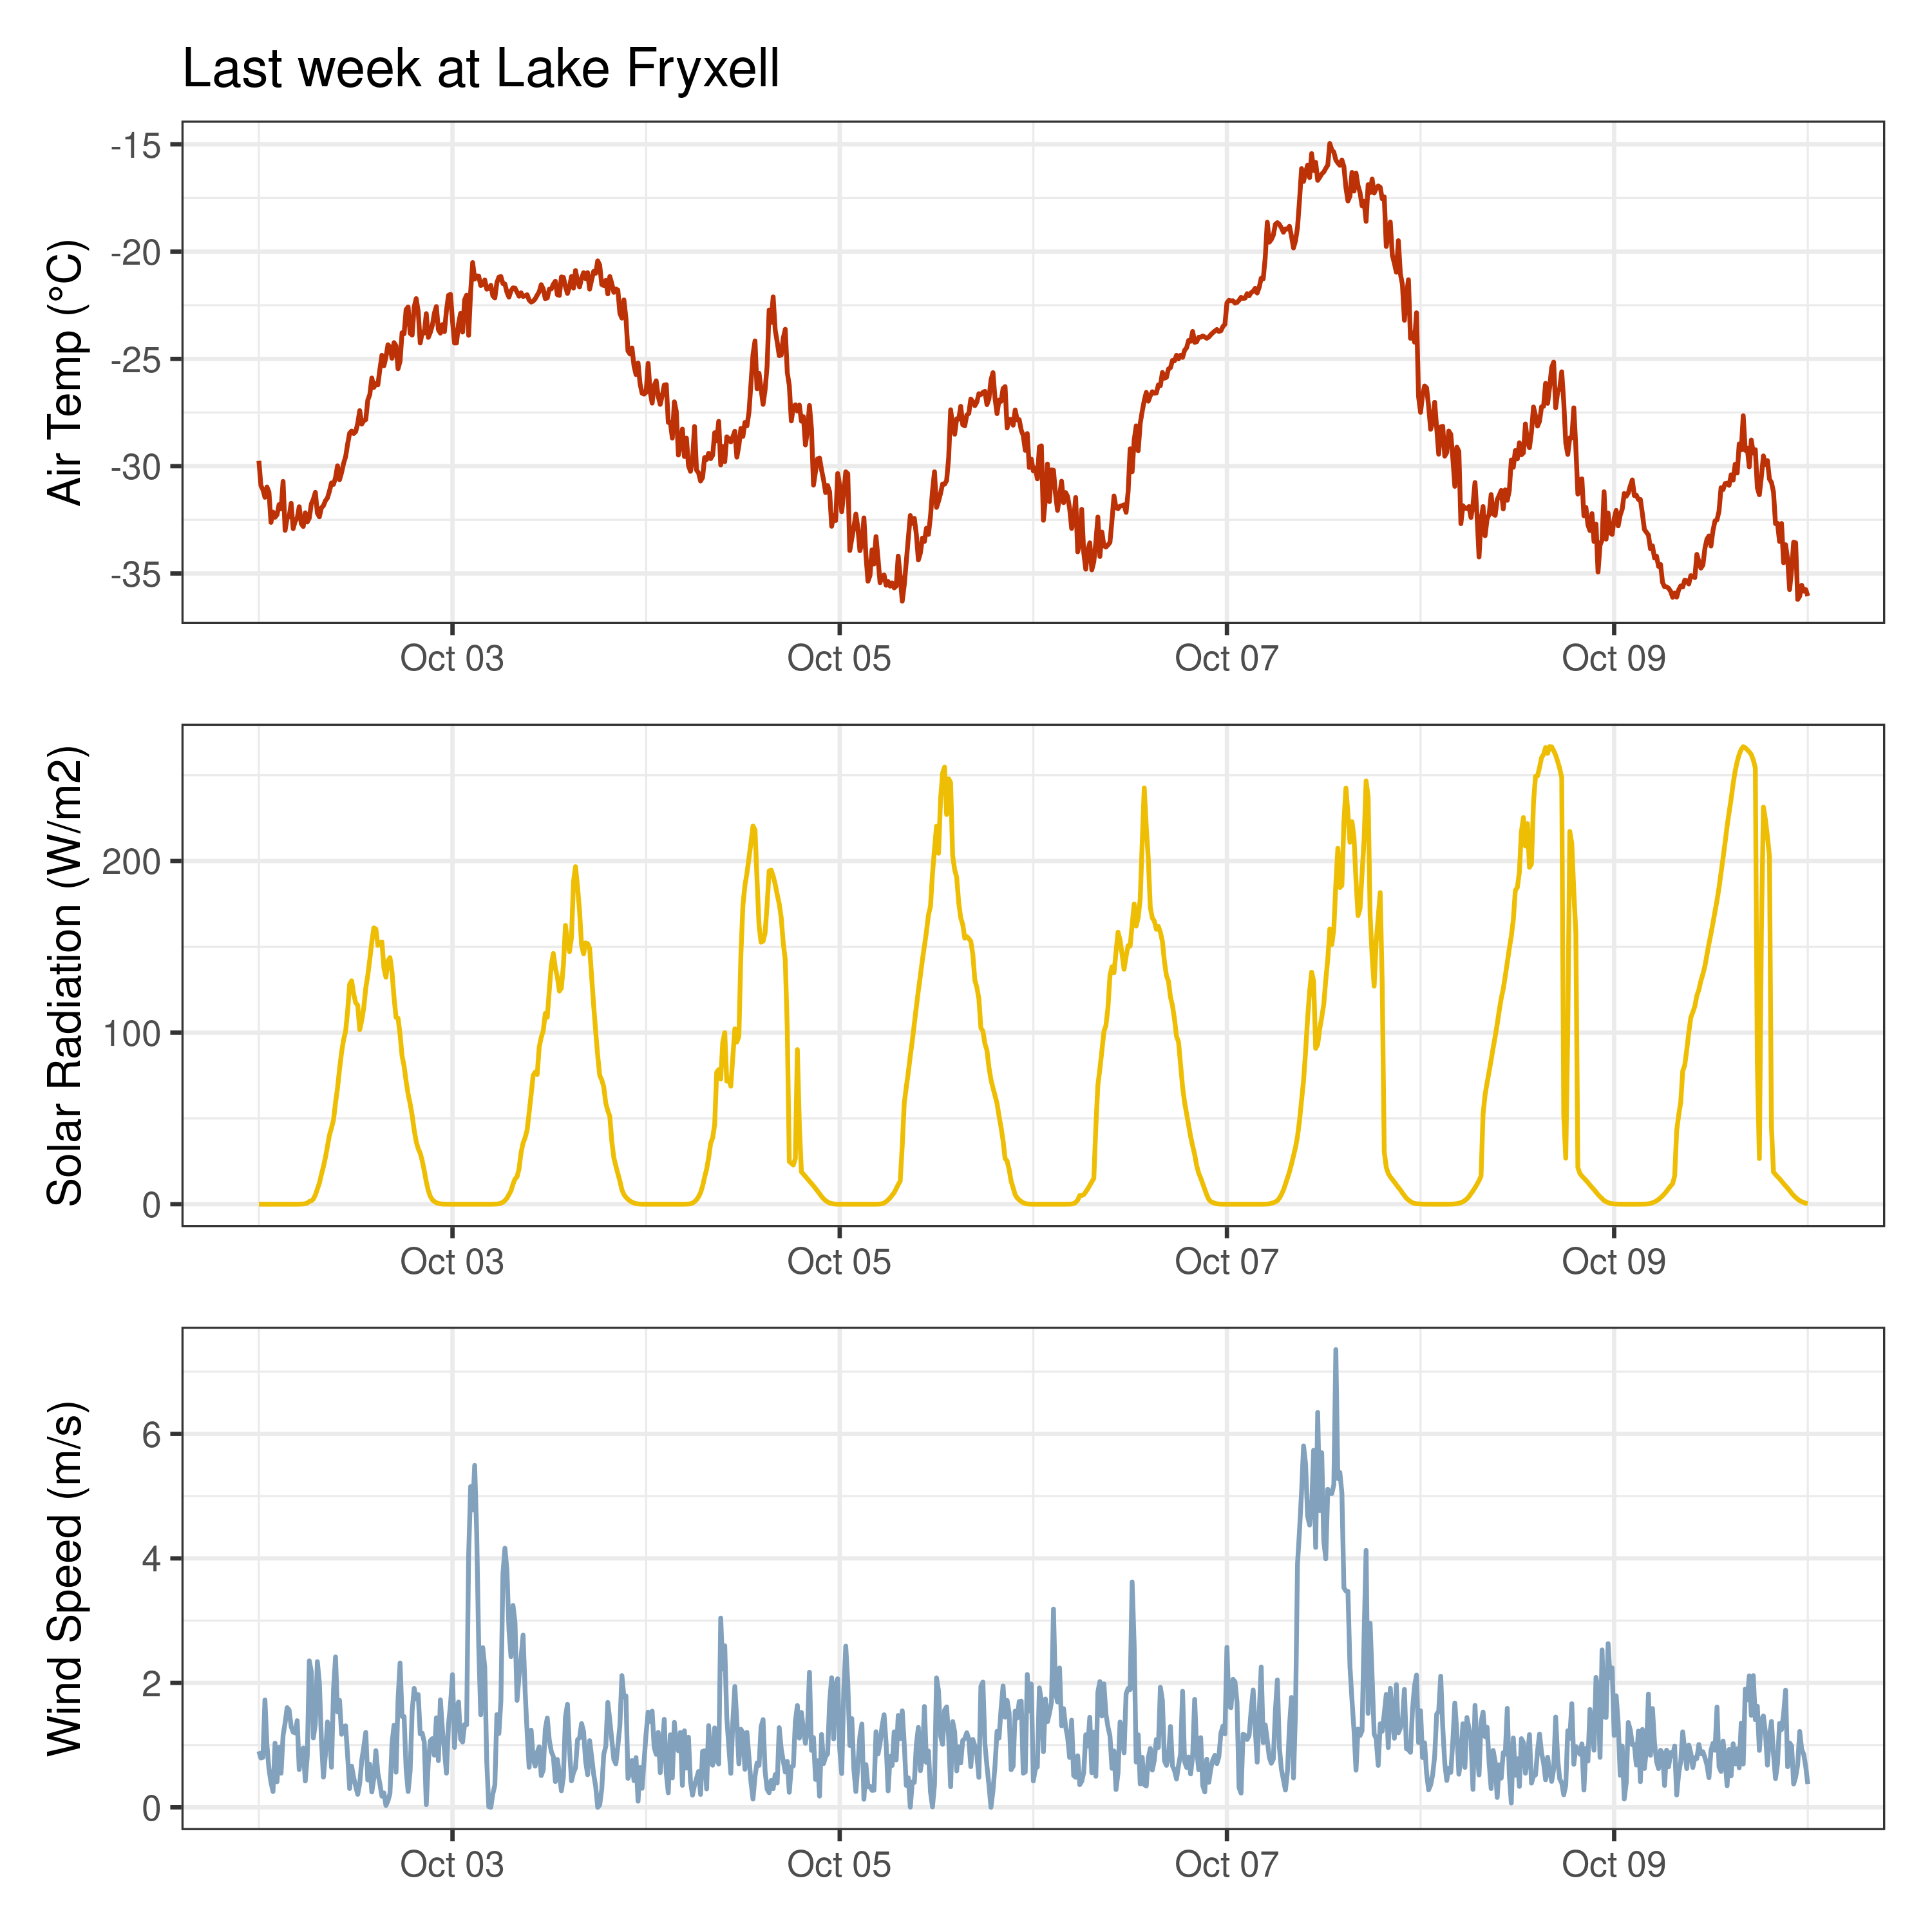 Last week at Lake Fryxell
Air Temp (°C)
-15
-20
-25
-30
-35
Oct 03 Oct 05 Oct 07 Oct 09
Solar Radiation (W/m2)
200
100
0
Oct 03 Oct 05 Oct 07 Oct 09
Wind Speed (m/s)
6
4
2
0
Oct 03 Oct 05 Oct 07 Oct 09